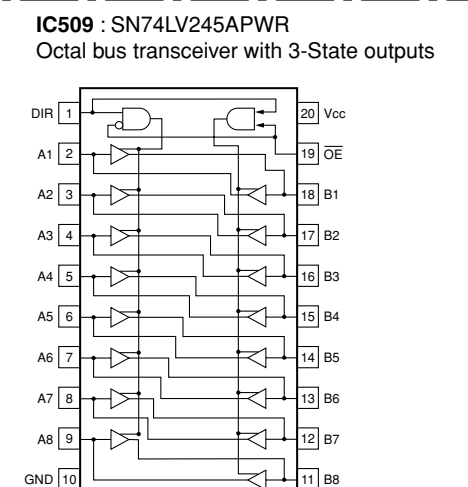 IC509 : SN74LV245APWR
Octal bus transceiver with 3-State outputs
DIR 1 20 Vcc
A1 2 19 OE
A2 3 18 B1
A3 4 17 B2
A4 5 16 B3
A5 6 15 B4
A6 7 14 B5
A7 8 13 B6
A8 9 12 B7
GND 10 11 B8